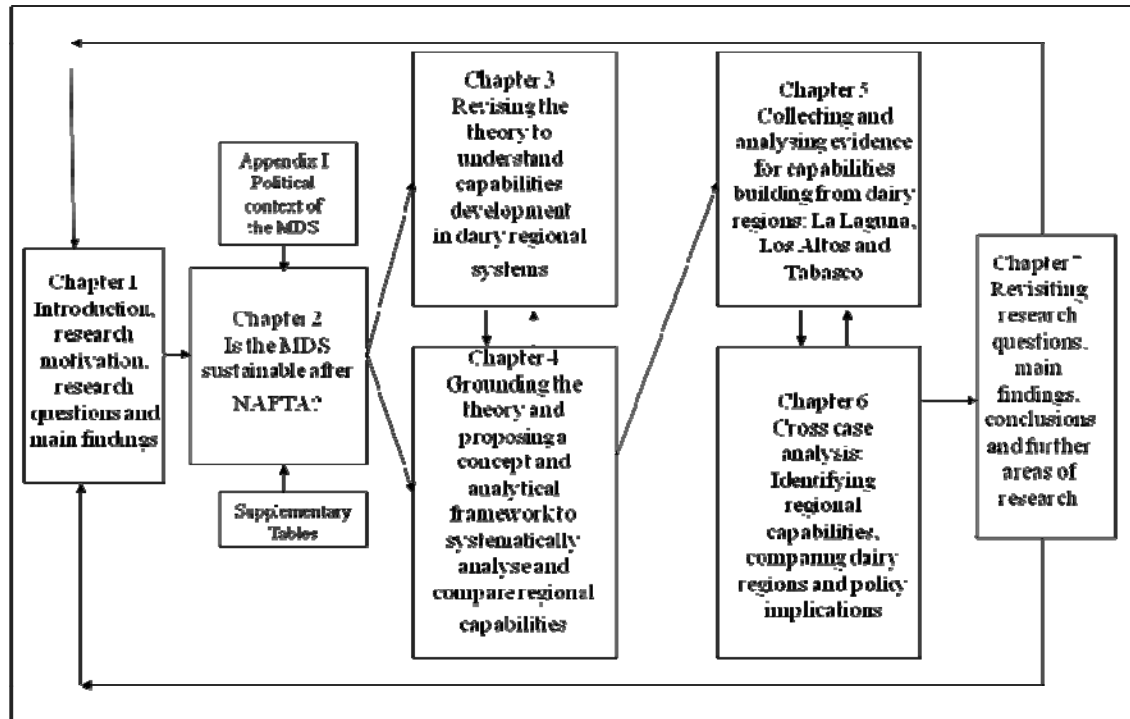 Chapter 1
Introduction,
research
motivation,
research
questions and
main findings
Appendix I
Political
context of
the MDS
Chapter 2
Is the MDS
sustainable after
NAFTA?
Supplementary
Tables
Chapter 3
Revising the
theory to
understand
capabilities
development
in dairy regional
systems
Chapter 4
Grounding the
theory and
proposing a
concept and
analytical
framework to
systematically
analyse and
compare regional
capabilities
Chapter 5
Collecting and
analysing evidence
for capabilities
building from dairy
regions: La Laguna,
Los Altos and
Tabasco
Chapter 6
Cross case
analysis:
Identifying
regional
capabilities,
comparing dairy
regions and policy
implications
Chapter
Revisiting
research
questions,
main
findings,
conclusions
and further
areas of
research